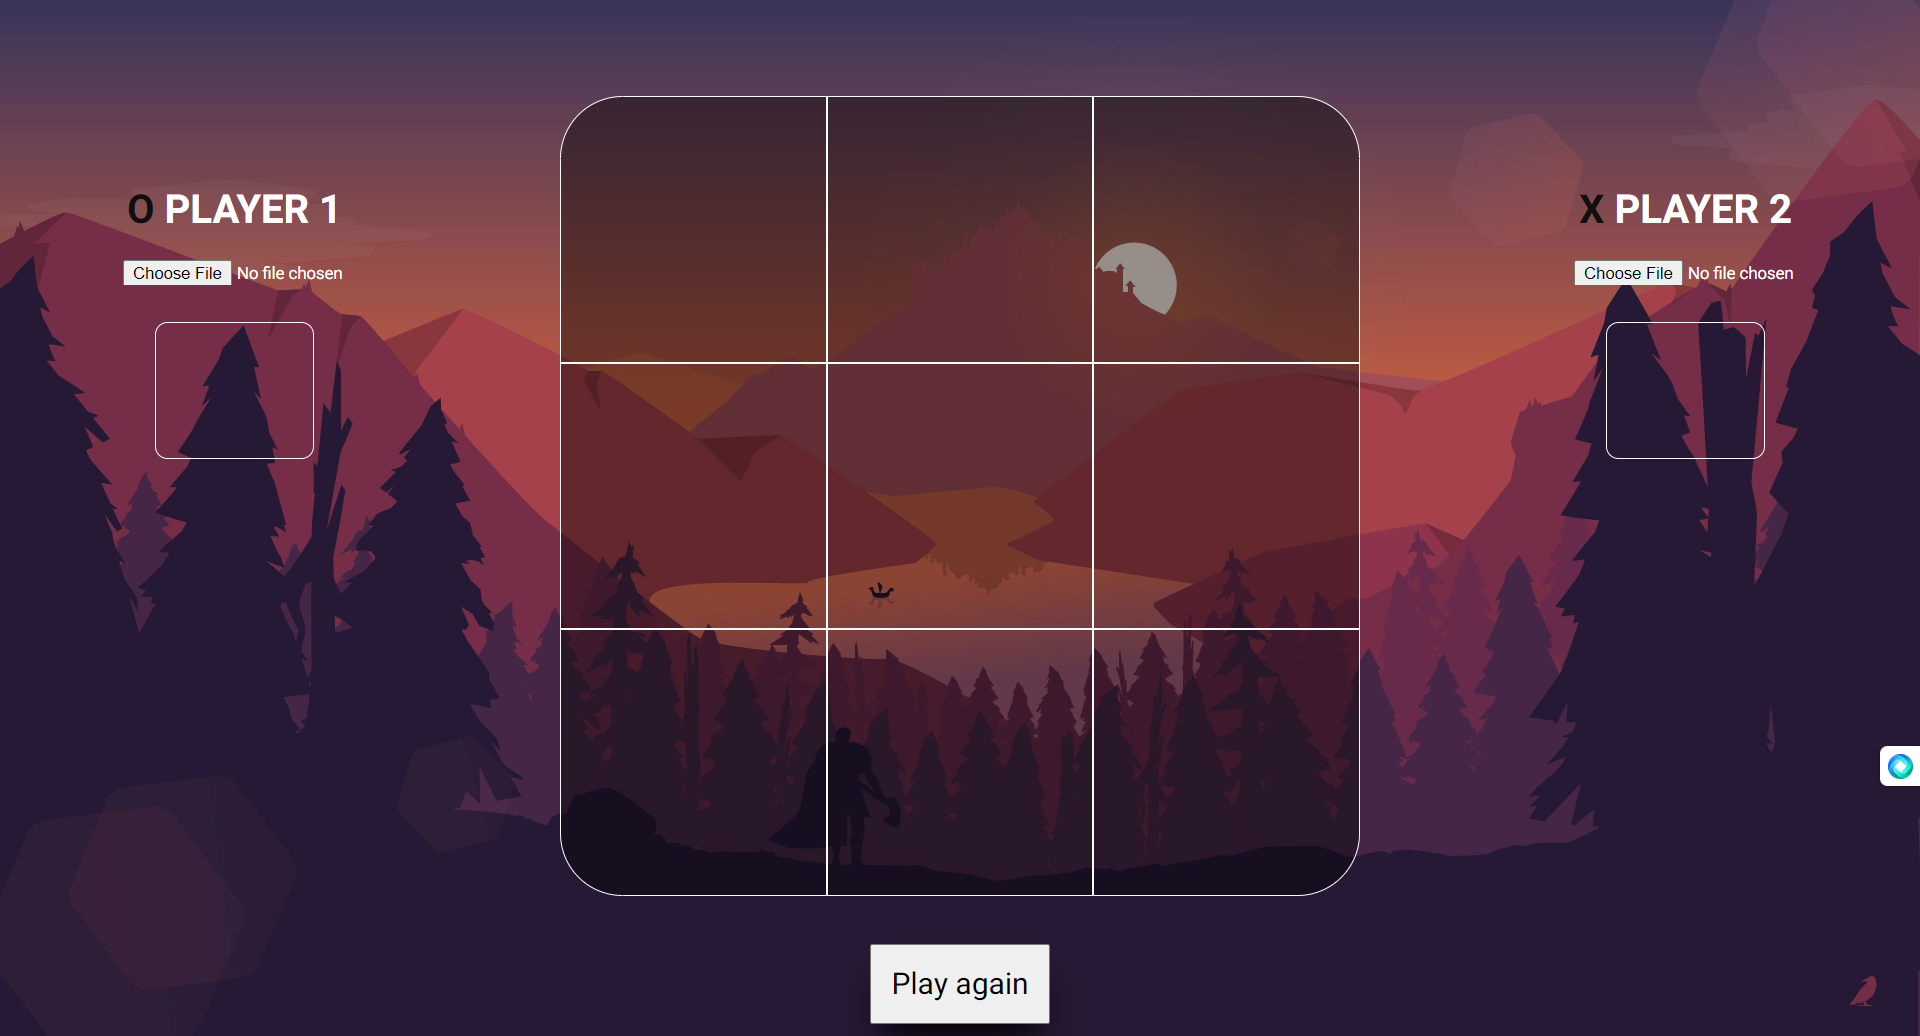 O PLAYER 1
Choose File No file chosen
X PLAYER 2
Choose File No file chosen
Play again